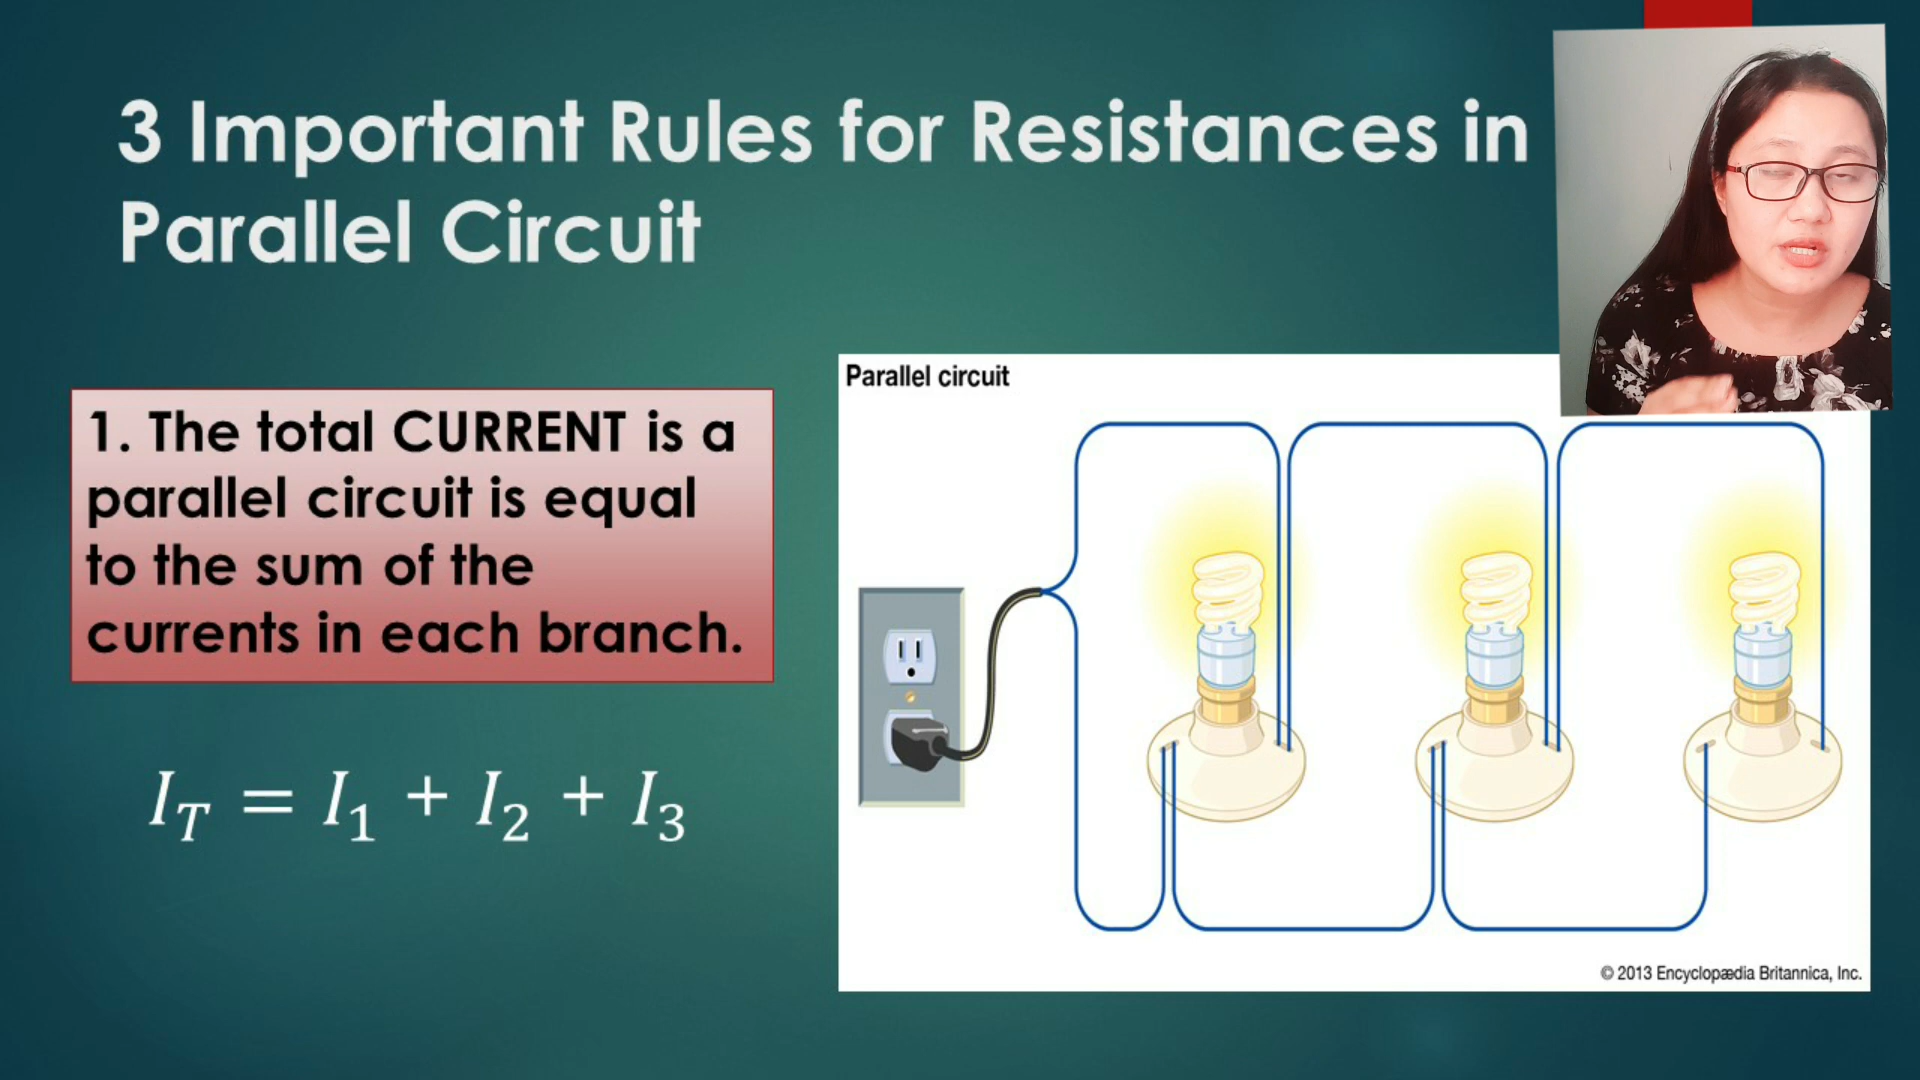 3 Important Rules for Resistances in
Parallel Circuit
1. The total CURRENT is a
parallel circuit is equal
to the sum of the
currents in each branch.
I_T = I_1 + I_2 + I_3
Parallel circuit
© 2013 Encyclopædia Britannica, Inc.